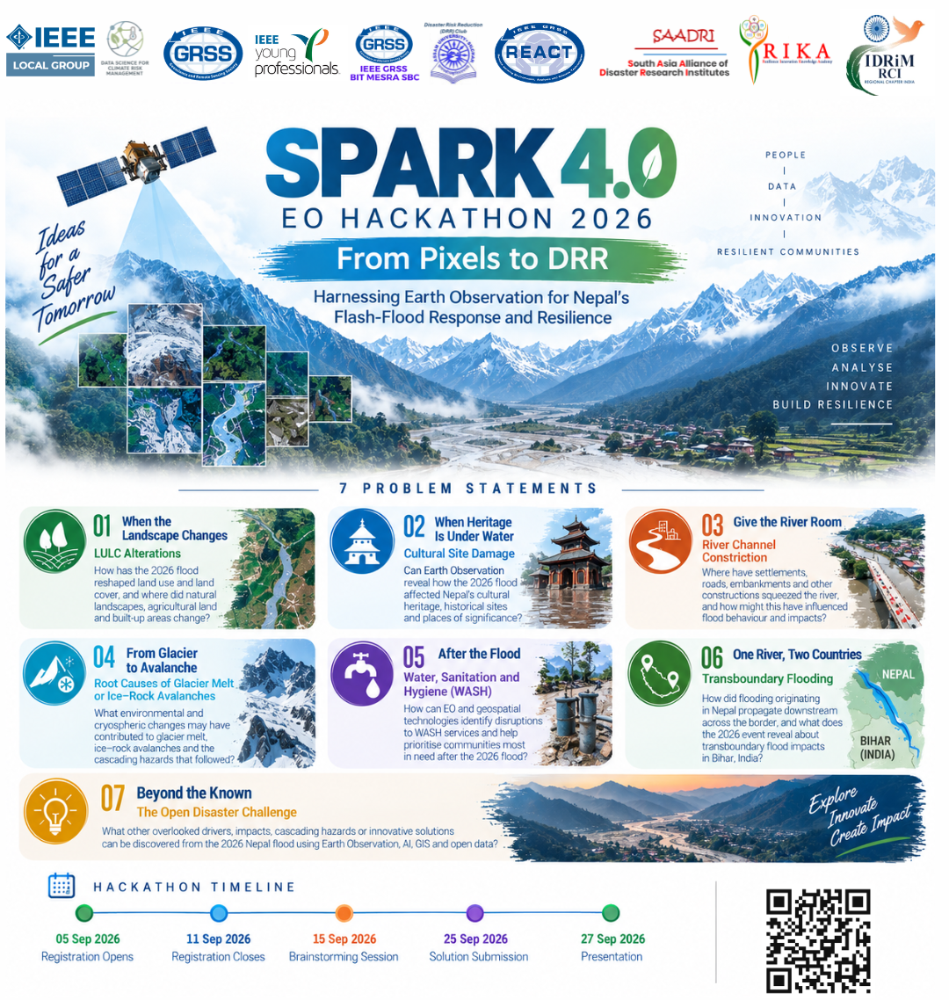 IEEE
LOCAL GROUP
DATA SCIENCE FOR
CLIMATE RISK
MANAGEMENT
IEEE
GRSS
Geoscience and Remote Sensing Society
IEEE
young
professionals
IEEE
GRSS
IEEE GRSS
BIT MESRA SBC
Disaster Risk Reduction
(DRR) Club
IEEE GRSS
REACT
SAADRI
South Asia Alliance of
Disaster Research Institutes
RIKA
IDRiM
RCI
REGIONAL CHAPTER INDIA
SPARK 4.0
EO HACKATHON 2026
From Pixels to DRR
Harnessing Earth Observation for Nepal's
Flash-Flood Response and Resilience
Ideas
for a
Safer
Tomorrow
PEOPLE
DATA
INNOVATION
RESILIENT COMMUNITIES
OBSERVE
ANALYSE
INNOVATE
BUILD RESILIENCE
7 PROBLEM STATEMENTS
01 When the
Landscape Changes
LULC Alterations
How has the 2026 flood
reshaped land use and land
cover, and where did natural
landscapes, agricultural land
and built-up areas change?
02 When Heritage
Is Under Water
Cultural Site Damage
Can Earth Observation
reveal how the 2026 flood
affected Nepal's cultural
heritage, historical sites
and places of significance?
03 Give the River Room
River Channel
Constriction
Where have settlements,
roads, embankments and other
constructions squeezed the river,
and how might this have influenced
flood behaviour and impacts?
04 From Glacier
to Avalanche
Root Causes of Glacier Melt
or Ice-Rock Avalanches
What environmental and
cryospheric changes may have
contributed to glacier melt,
ice-rock avalanches and the
cascading hazards that followed?
05 After the Flood
Water, Sanitation and
Hygiene (WASH)
How can EO and geospatial
technologies identify disruptions
to WASH services and help
prioritise communities most
in need after the 2026 flood?
06 One River, Two Countries
Transboundary Flooding
How did flooding originating
in Nepal propagate downstream
across the border, and what does
the 2026 event reveal about
transboundary flood impacts
in Bihar, India?
NEPAL
BIHAR
(INDIA)
07 Beyond the Known
The Open Disaster Challenge
What other overlooked drivers, impacts, cascading hazards or innovative solutions
can be discovered from the 2026 Nepal flood using Earth Observation, AI, GIS and open data?
Explore
Innovate
Create Impact
HACKATHON TIMELINE
05 Sep 2026
Registration Opens
11 Sep 2026
Registration Closes
15 Sep 2026
Brainstorming Session
25 Sep 2026
Solution Submission
27 Sep 2026
Presentation